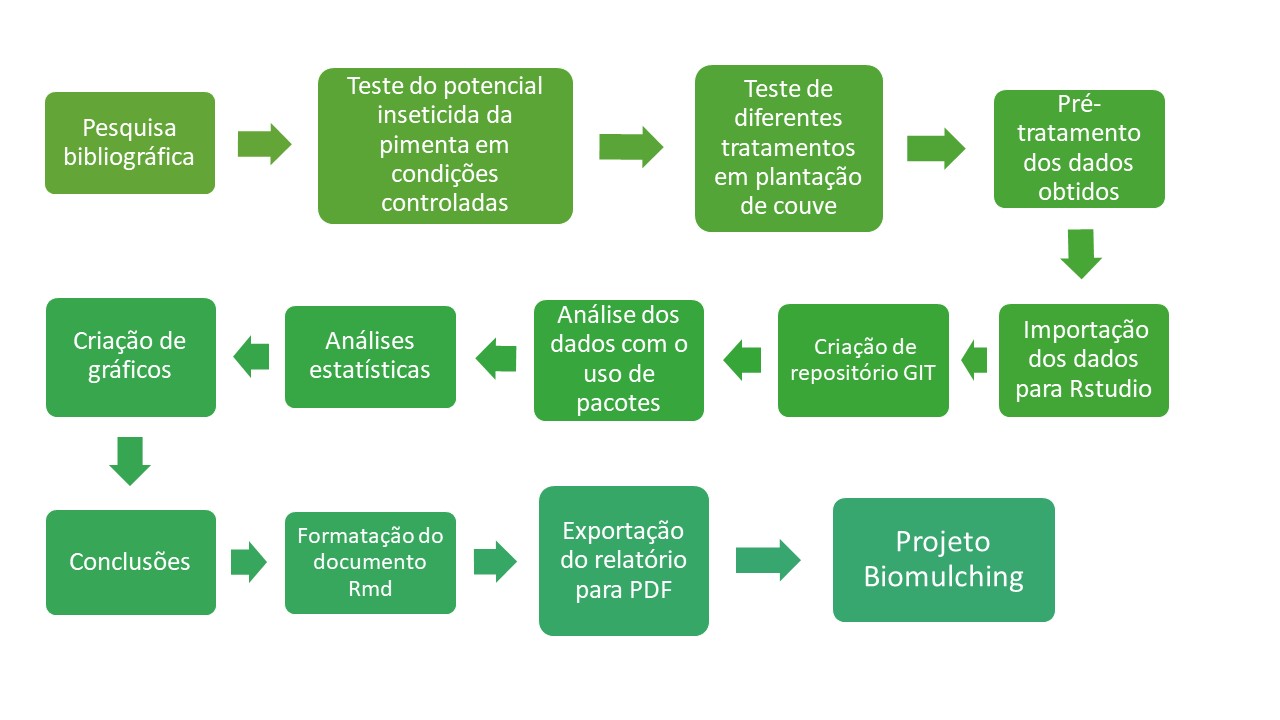 Pesquisa
bibliográfica
Teste do potencial
inseticida da
pimenta em
condições
controladas
Teste de
diferentes
tratamentos
em plantação
de couve
Pré-
tratamento
dos dados
obtidos
Importação
dos dados
para Rstudio
Criação de
repositório GIT
Análise dos
dados com o
uso de
pacotes
Análises
estatísticas
Criação de
gráficos
Conclusões
Formatação do
documento
Rmd
Exportação
do relatório
para PDF
Projeto
Biomulching